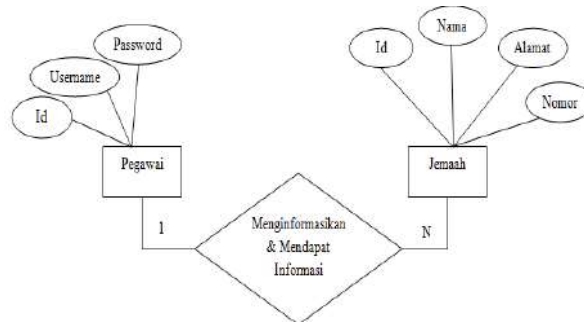 Password
Username
Id
Pegawai
Nama
Id
Alamat
Nomor
Jemaah
1
Menginformasikan
& Mendapat
Informasi
N